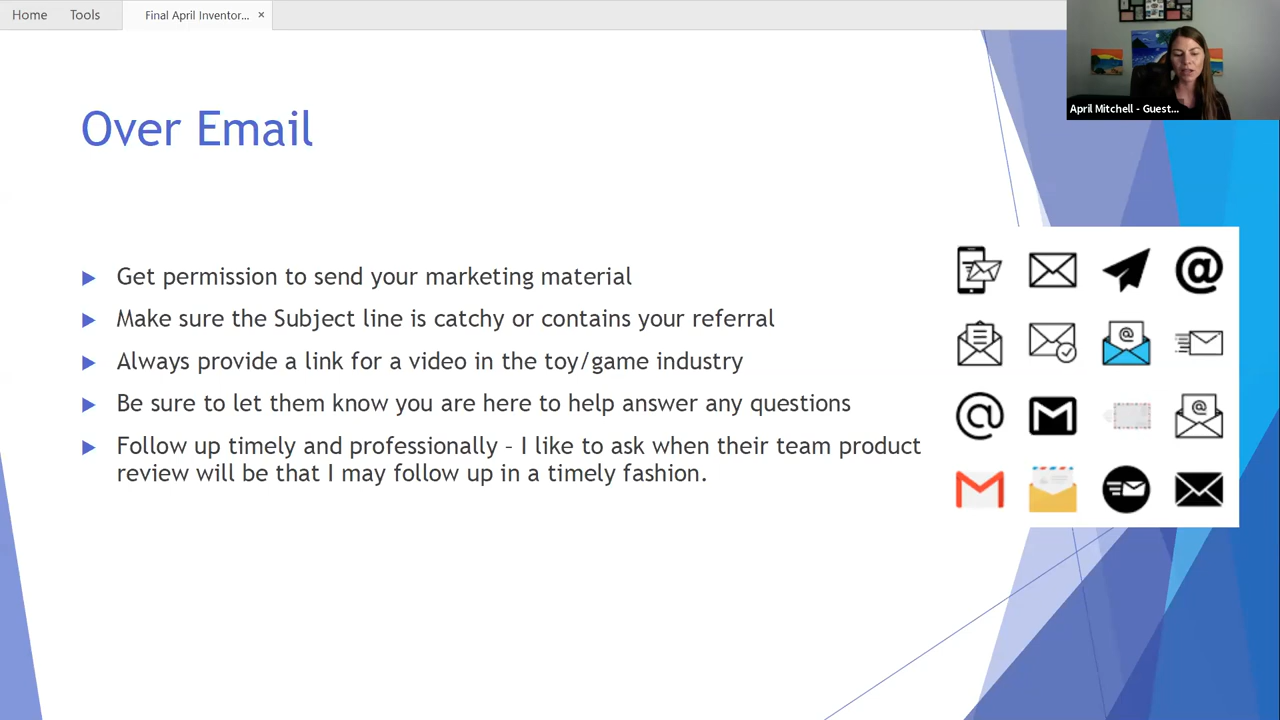 Home Tools Final April Inventor... ×
April Mitchell - Guest...
Over Email
Get permission to send your marketing material
Make sure the Subject line is catchy or contains your referral
Always provide a link for a video in the toy/game industry
Be sure to let them know you are here to help answer any questions
Follow up timely and professionally – I like to ask when their team product
review will be that I may follow up in a timely fashion.